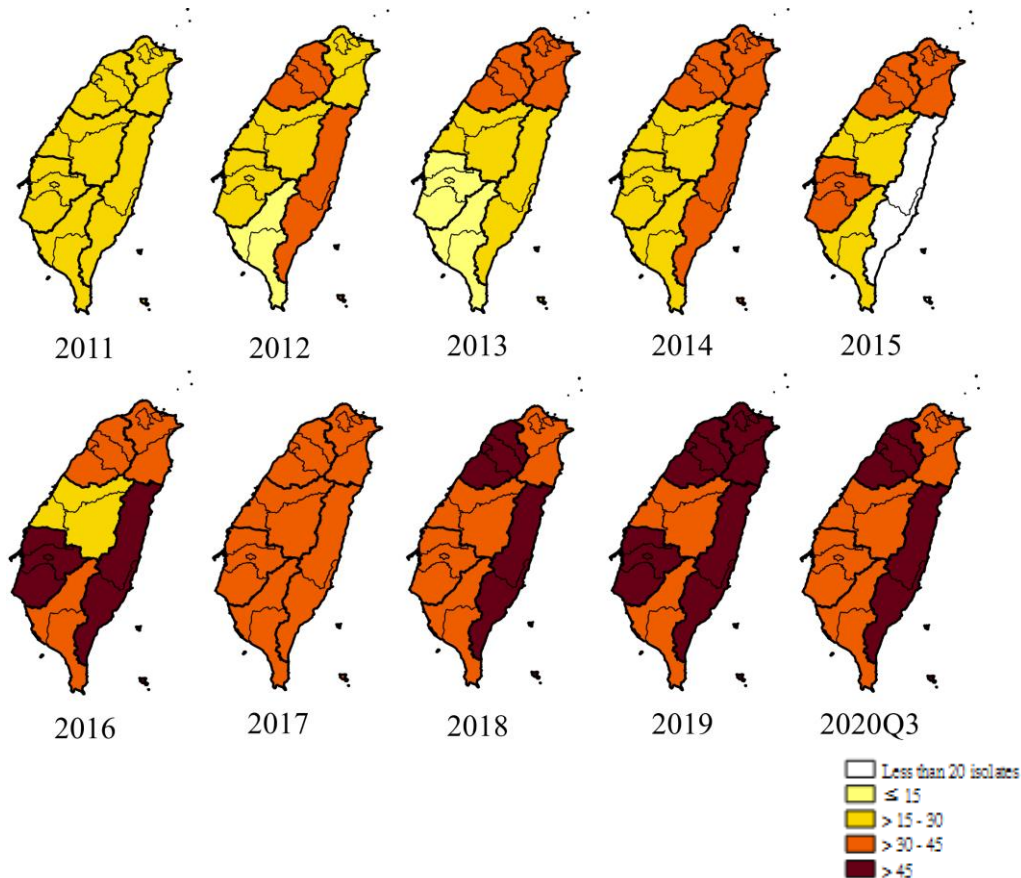 2011 2012 2013 2014 2015
2016 2017 2018 2019 2020Q3
Less than 20 isolates
≤ 15
> 15 - 30
> 30 - 45
> 45